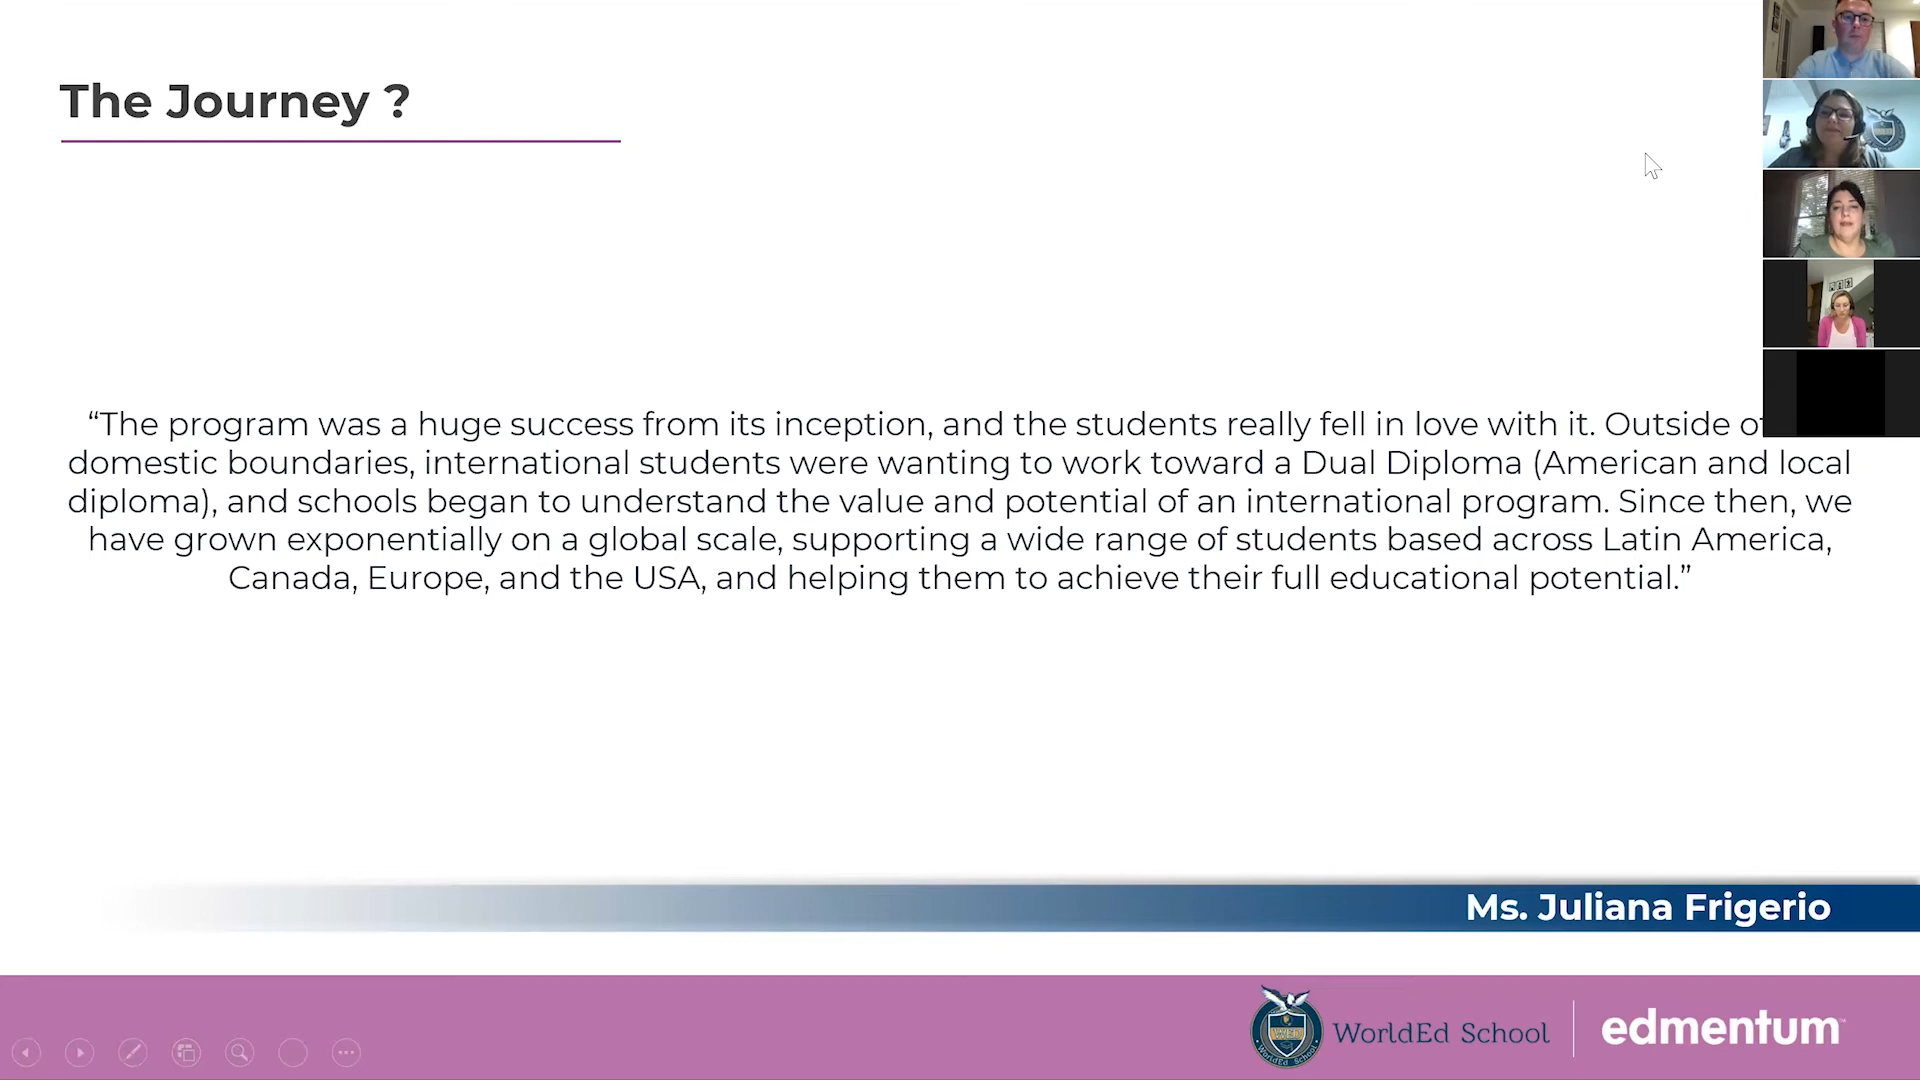 The Journey ?
“The program was a huge success from its inception, and the students really fell in love with it. Outside of
domestic boundaries, international students were wanting to work toward a Dual Diploma (American and local
diploma), and schools began to understand the value and potential of an international program. Since then, we
have grown exponentially on a global scale, supporting a wide range of students based across Latin America,
Canada, Europe, and the USA, and helping them to achieve their full educational potential.”
Ms. Juliana Frigerio
WorldEd School
WorldEd School
edmentum